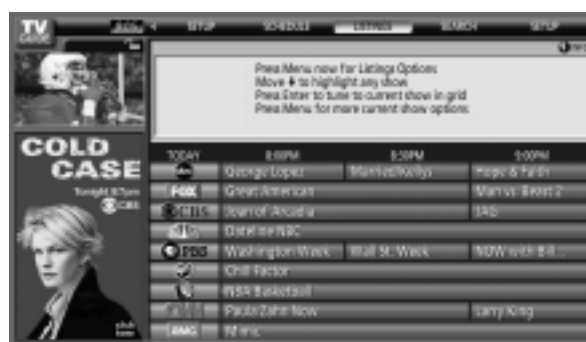 TV
GUIDE
SETUP SCHEDULE LISTINGS SEARCH SETUP
Press Menu now for Listings Options
Move to highlight any show
Press Enter to tune to current show in grid
Press Menu for more current show options
COLD
CASE
Tonight 8/7pm
CBS
TODAY 8:00PM 8:30PM 9:00PM
abc George Lopez Married/Kellys Hope & Faith
FOX Great American Man vs. Beast 2
CBS Joan of Arcadia JAG
Dateline NBC
PBS Washington Week Wall St. Week NOW with Bill...
Chill Factor
NBA Basketball
Paula Zahn Now Larry King
AMC Mimic